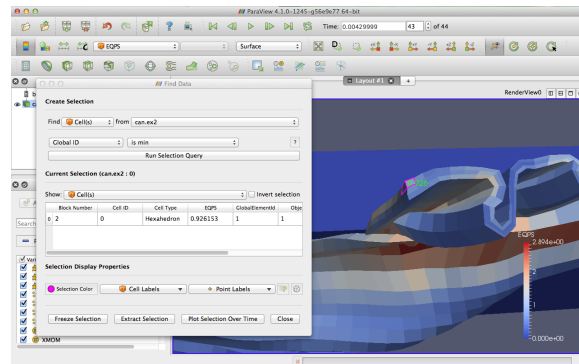 ParaView 4.1.0-1245-g56e9e77 64-bit
Time: 0.00429999 43 of 44
EQPS Surface
Layout #1 +
Find Data
RenderView0
Create Selection
Find Cell(s) from can.ex2
Global ID is min ?
Run Selection Query
Current Selection (can.ex2 : 0)
Show: Cell(s) Invert selection
Block Number Cell ID Cell Type EQPS GlobalElementId Obje
0 2 0 Hexahedron 0.926153 1 1
Search
Selection Display Properties
Selection Color Cell Labels Point Labels
Freeze Selection Extract Selection Plot Selection Over Time Close
XMOM
EQPS
2.894e+00
2
1
0.000e+00